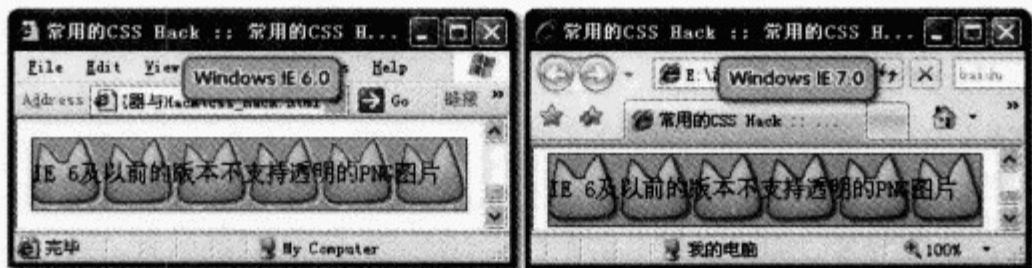 常用的CSS Hack :: 常用的CSS H...
File Edit View Help
Windows IE 6.0
Address Go 链接 »
IE 6及以前的版本不支持透明的PNG图片
完毕 My Computer
常用的CSS Hack :: 常用的CSS H...
E:\ Windows IE 7.0 baidu
常用的CSS Hack :: ... »
IE 6及以前的版本不支持透明的PNG图片
我的电脑 100%